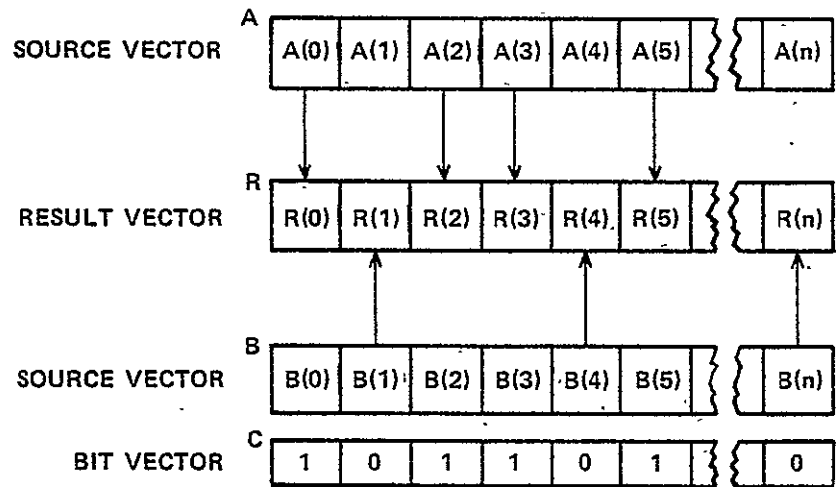 A
SOURCE VECTOR A(0) A(1) A(2) A(3) A(4) A(5) A(n)
R
RESULT VECTOR R(0) R(1) R(2) R(3) R(4) R(5) R(n)
B
SOURCE VECTOR B(0) B(1) B(2) B(3) B(4) B(5) B(n)
C
BIT VECTOR 1 0 1 1 0 1 0